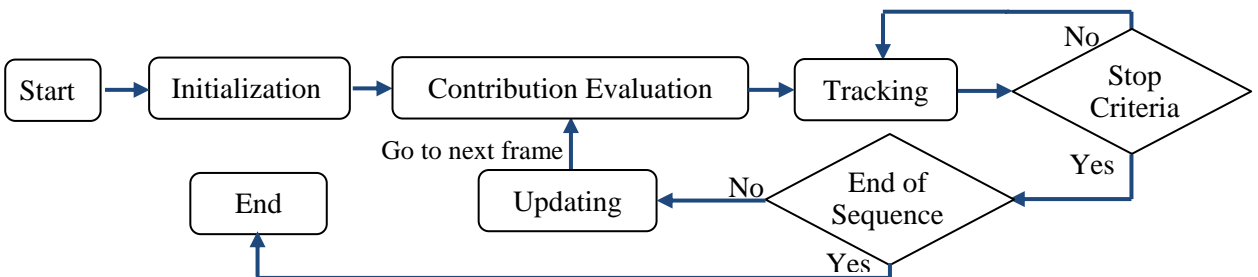 No
Start
Initialization
Contribution Evaluation
Tracking
Stop
Criteria
Go to next frame
Yes
End
Updating
No
End of
Sequence
Yes